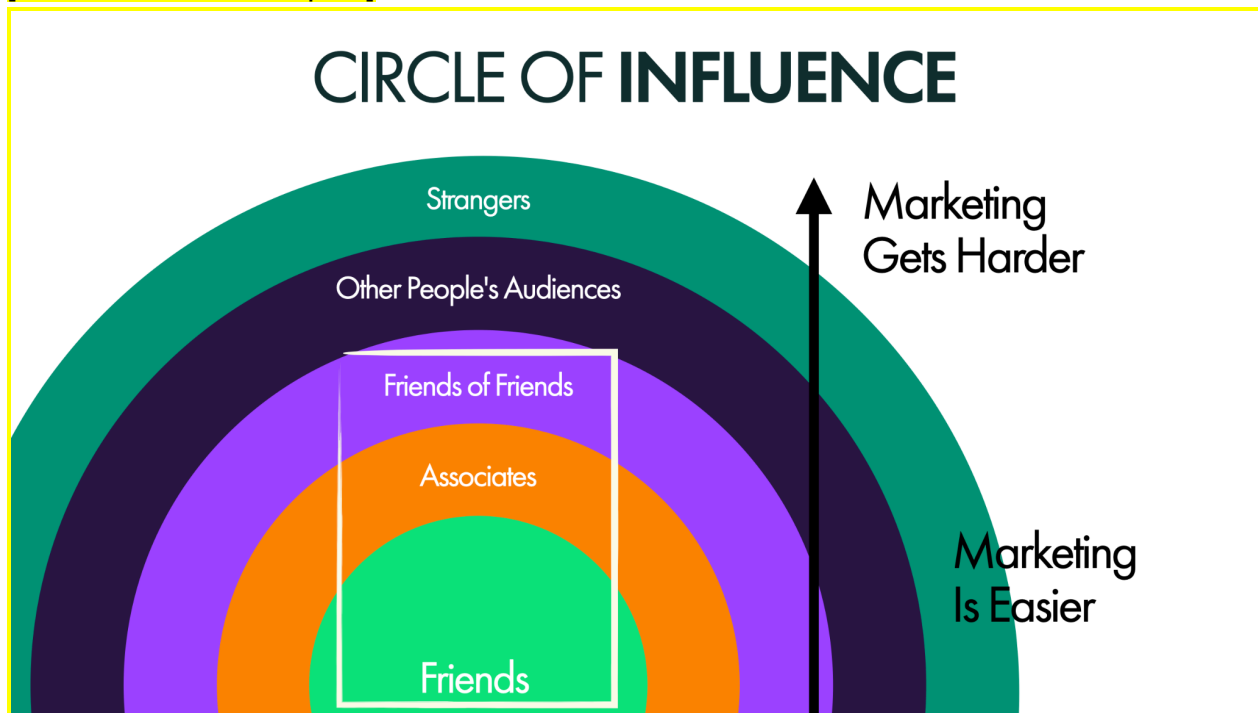 CIRCLE OF INFLUENCE
Strangers
Marketing
Gets Harder
Other People's Audiences
Friends of Friends
Associates
Marketing
Is Easier
Friends